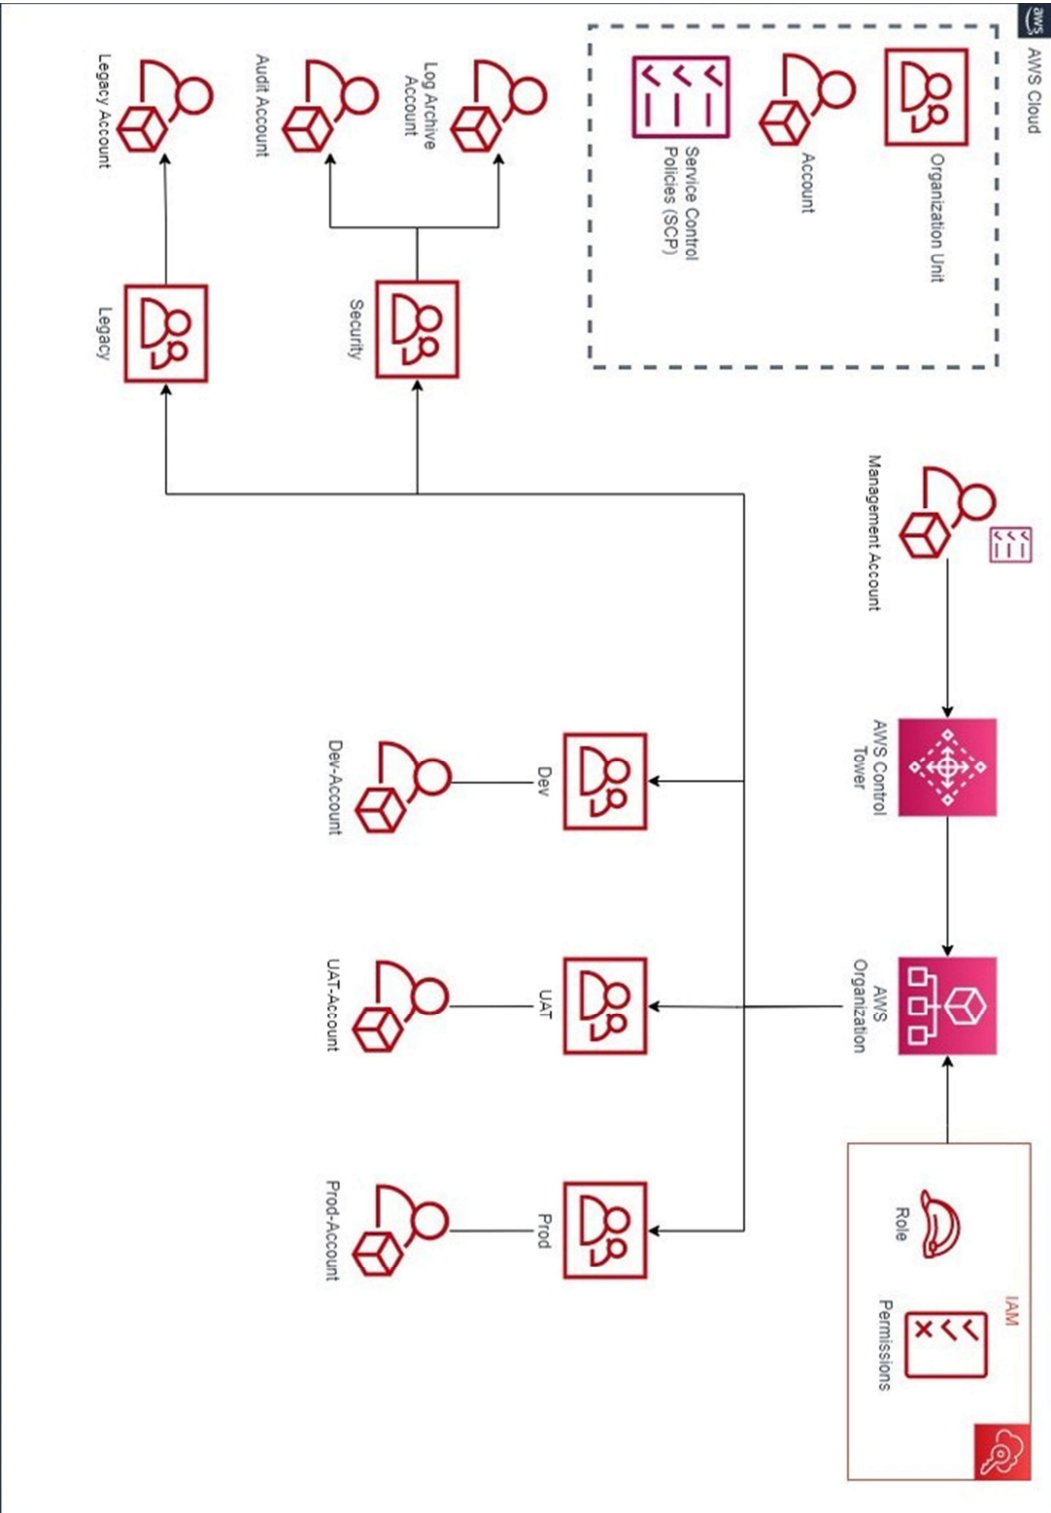 aws
AWS Cloud
Organization Unit
Account
Service Control
Policies (SCP)
Management Account
AWS Control
Tower
AWS
Organization
IAM
Role
Permissions
Log Archive
Account
Audit Account
Legacy Account
Security
Legacy
Dev
UAT
Prod
Dev-Account
UAT-Account
Prod-Account